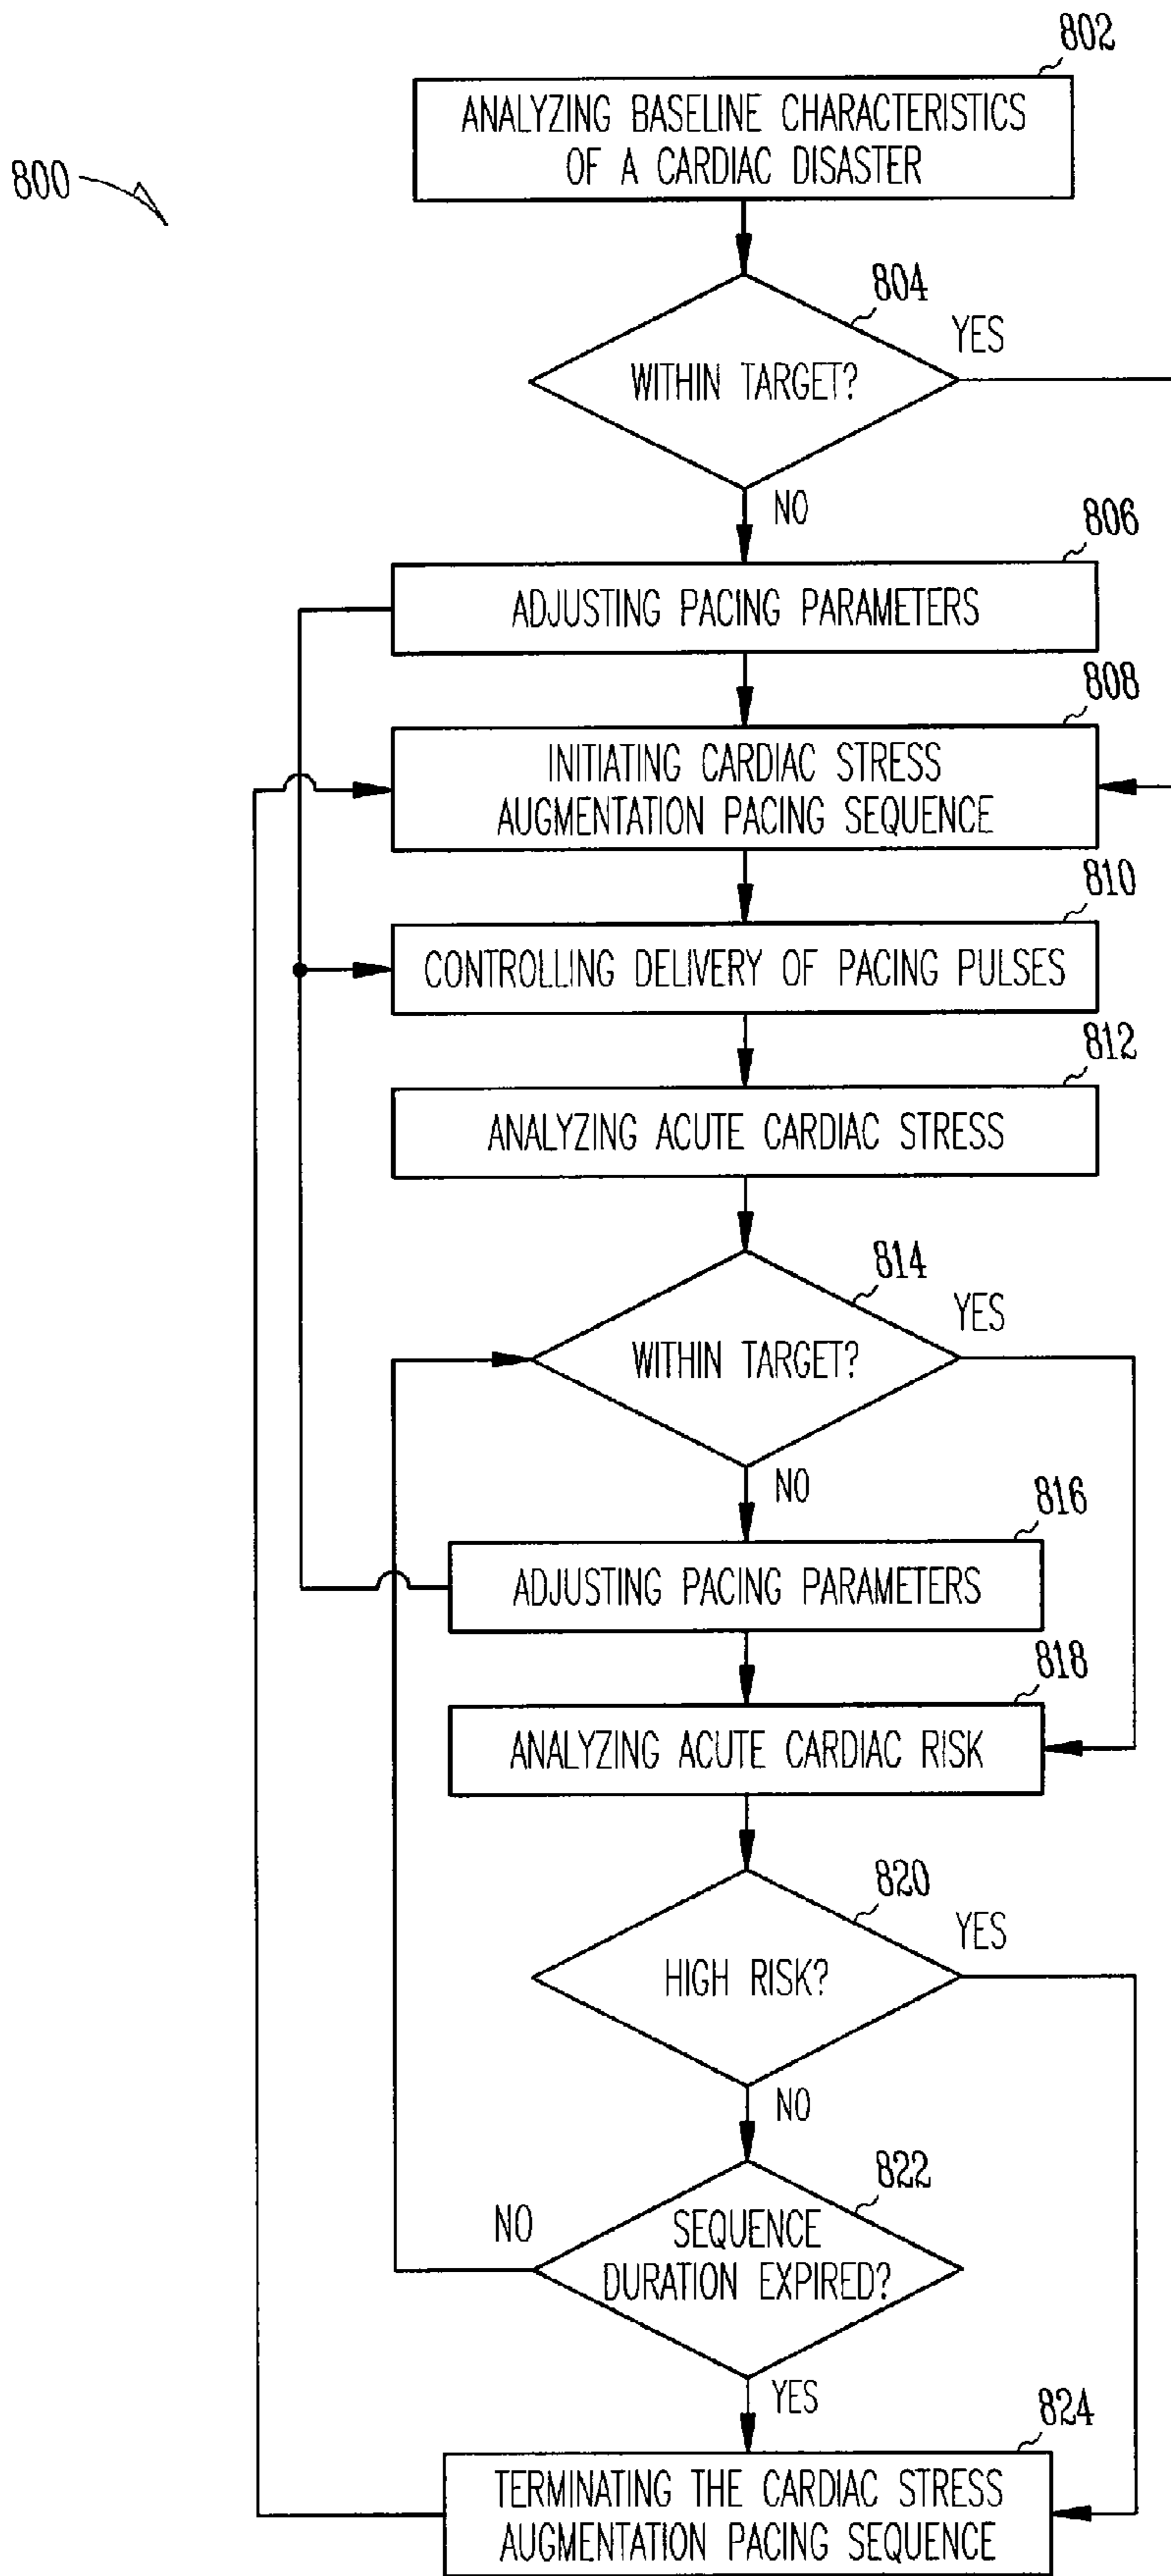 802
ANALYZING BASELINE CHARACTERISTICS
OF A CARDIAC DISASTER
800
804
YES
WITHIN TARGET?
NO
806
ADJUSTING PACING PARAMETERS
808
INITIATING CARDIAC STRESS
AUGMENTATION PACING SEQUENCE
810
CONTROLLING DELIVERY OF PACING PULSES
812
ANALYZING ACUTE CARDIAC STRESS
814
YES
WITHIN TARGET?
NO
816
ADJUSTING PACING PARAMETERS
818
ANALYZING ACUTE CARDIAC RISK
820
YES
HIGH RISK?
NO
822
NO
SEQUENCE
DURATION EXPIRED?
YES
824
TERMINATING THE CARDIAC STRESS
AUGMENTATION PACING SEQUENCE